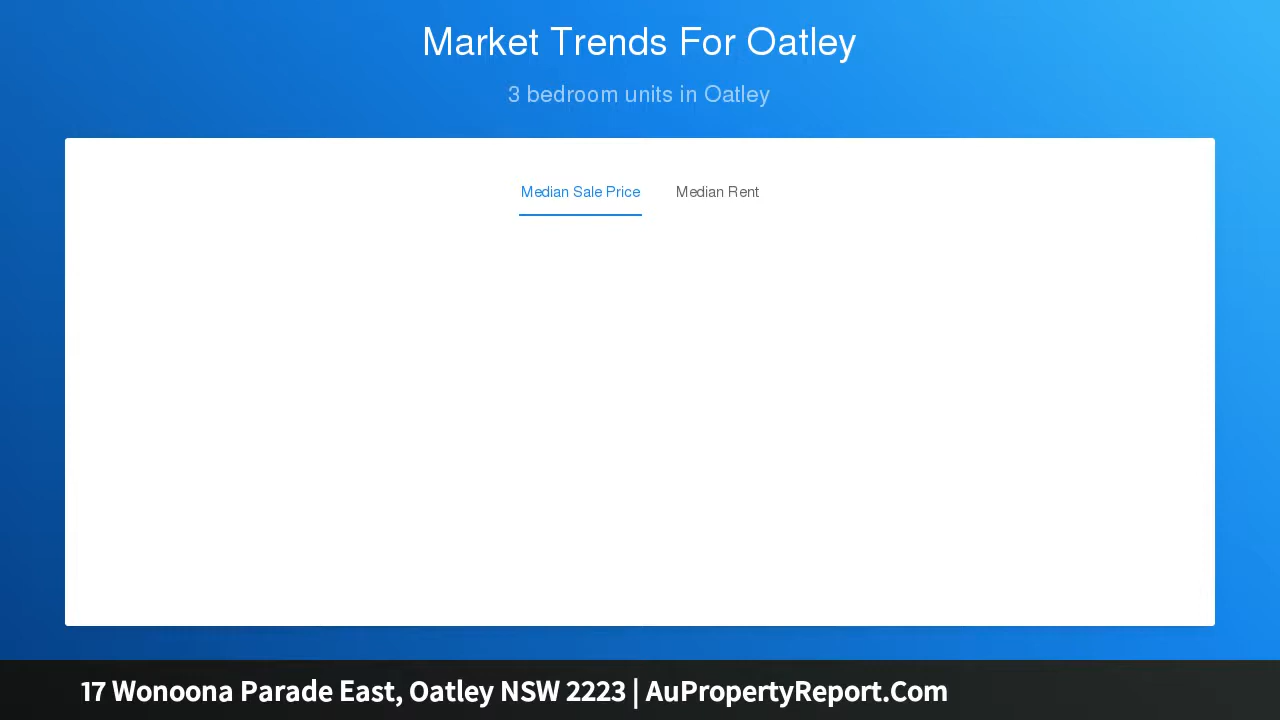 Market Trends For Oatley
3 bedroom units in Oatley
Median Sale Price Median Rent
17 Wonoona Parade East, Oatley NSW 2223 | AuPropertyReport.Com